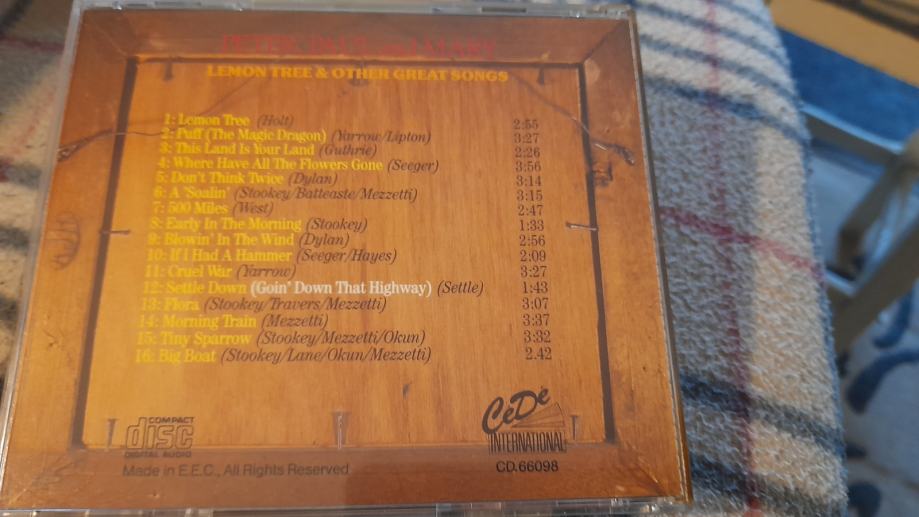 PETER, PAUL and MARY
LEMON TREE & OTHER GREAT SONGS
1: Lemon Tree (Holt) 2:55
2: Puff (The Magic Dragon) (Yarrow/Lipton) 3:27
3: This Land Is Your Land (Guthrie) 2:26
4: Where Have All The Flowers Gone (Seeger) 3:56
5: Don't Think Twice (Dylan) 3:14
6: A 'Soalin' (Stookey/Batteaste/Mezzetti) 3:15
7: 500 Miles (West) 2:47
8: Early In The Morning (Stookey) 1:33
9: Blowin' In The Wind (Dylan) 2:56
10: If I Had A Hammer (Seeger/Hayes) 2:09
11: Cruel War (Yarrow) 3:27
12: Settle Down (Goin' Down That Highway) (Settle) 1:43
13: Flora (Stookey/Travers/Mezzetti) 3:07
14: Morning Train (Mezzetti) 3:37
15: Tiny Sparrow (Stookey/Mezzetti/Okun) 3:32
16: Big Boat (Stookey/Lane/Okun/Mezzetti) 2.42
COMPACT
disc
DIGITAL AUDIO
Made in E.E.C., All Rights Reserved
CeDe
INTERNATIONAL
CD.66098